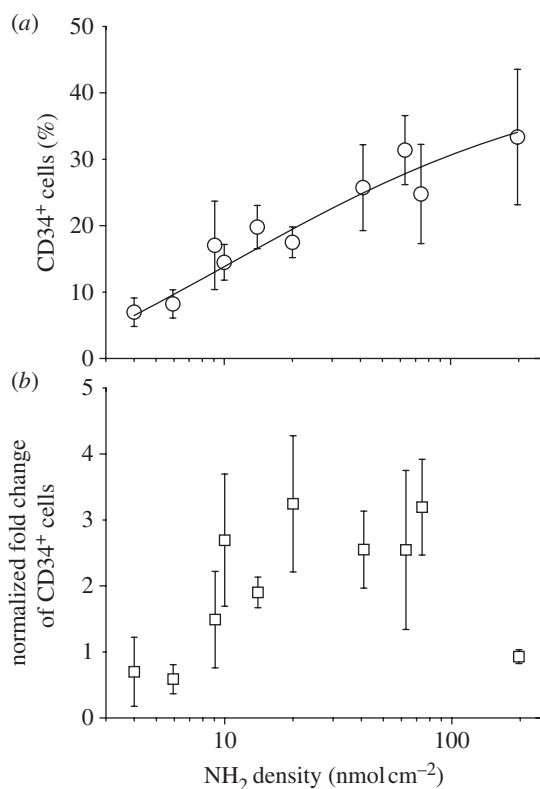 (a)
50
40
30
20
10
0
CD34⁺ cells (%)
(b)
5
4
3
2
1
0
normalized fold change
of CD34⁺ cells
10
100
NH₂ density (nmol cm⁻²)